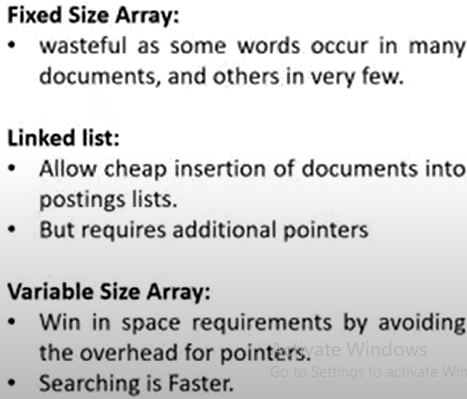 Fixed Size Array:
• wasteful as some words occur in many
documents, and others in very few.
Linked list:
• Allow cheap insertion of documents into
postings lists.
• But requires additional pointers
Variable Size Array:
• Win in space requirements by avoiding
the overhead for pointers.
Activate Windows
Go to Settings to activate Win
• Searching is Faster.